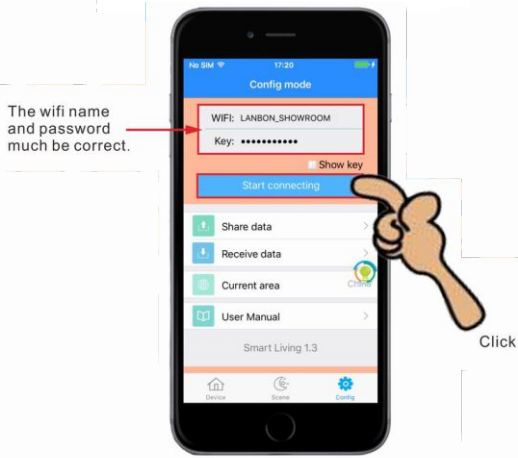 No SIM 17:20
Config mode
The wifi name
and password
much be correct.
WIFI: LANBON_SHOWROOM
Key: •••••••••••
Show key
Start connecting
Share data
Receive data
Current area China
User Manual
Click
Smart Living 1.3
Device Scene Config